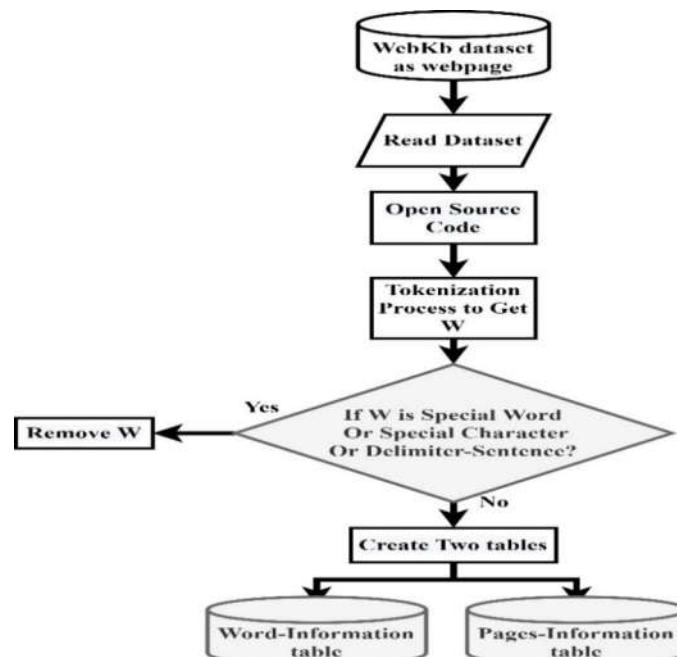 WebKb dataset
as webpage
Read Dataset
Open Source
Code
Tokenization
Process to Get
W
If W is Special Word
Or Special Character
Or Delimiter-Sentence?
Yes
Remove W
No
Create Two tables
Word-Information
table
Pages-Information
table